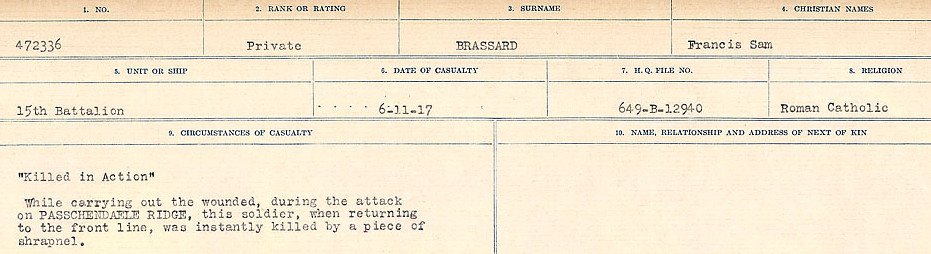 1. NO. 2. RANK OR RATING 3. SURNAME 4. CHRISTIAN NAMES
472336 Private BRASSARD Francis Sam
5. UNIT OR SHIP 6. DATE OF CASUALTY 7. H.Q. FILE NO. 8. RELIGION
15th Battalion . . . . 6-11-17 649-B-12940 Roman Catholic
9. CIRCUMSTANCES OF CASUALTY 10. NAME, RELATIONSHIP AND ADDRESS OF NEXT OF KIN
"Killed in Action"
While carrying out the wounded, during the attack
on PASSCHENDAELE RIDGE, this soldier, when returning
to the front line, was instantly killed by a piece of
shrapnel.